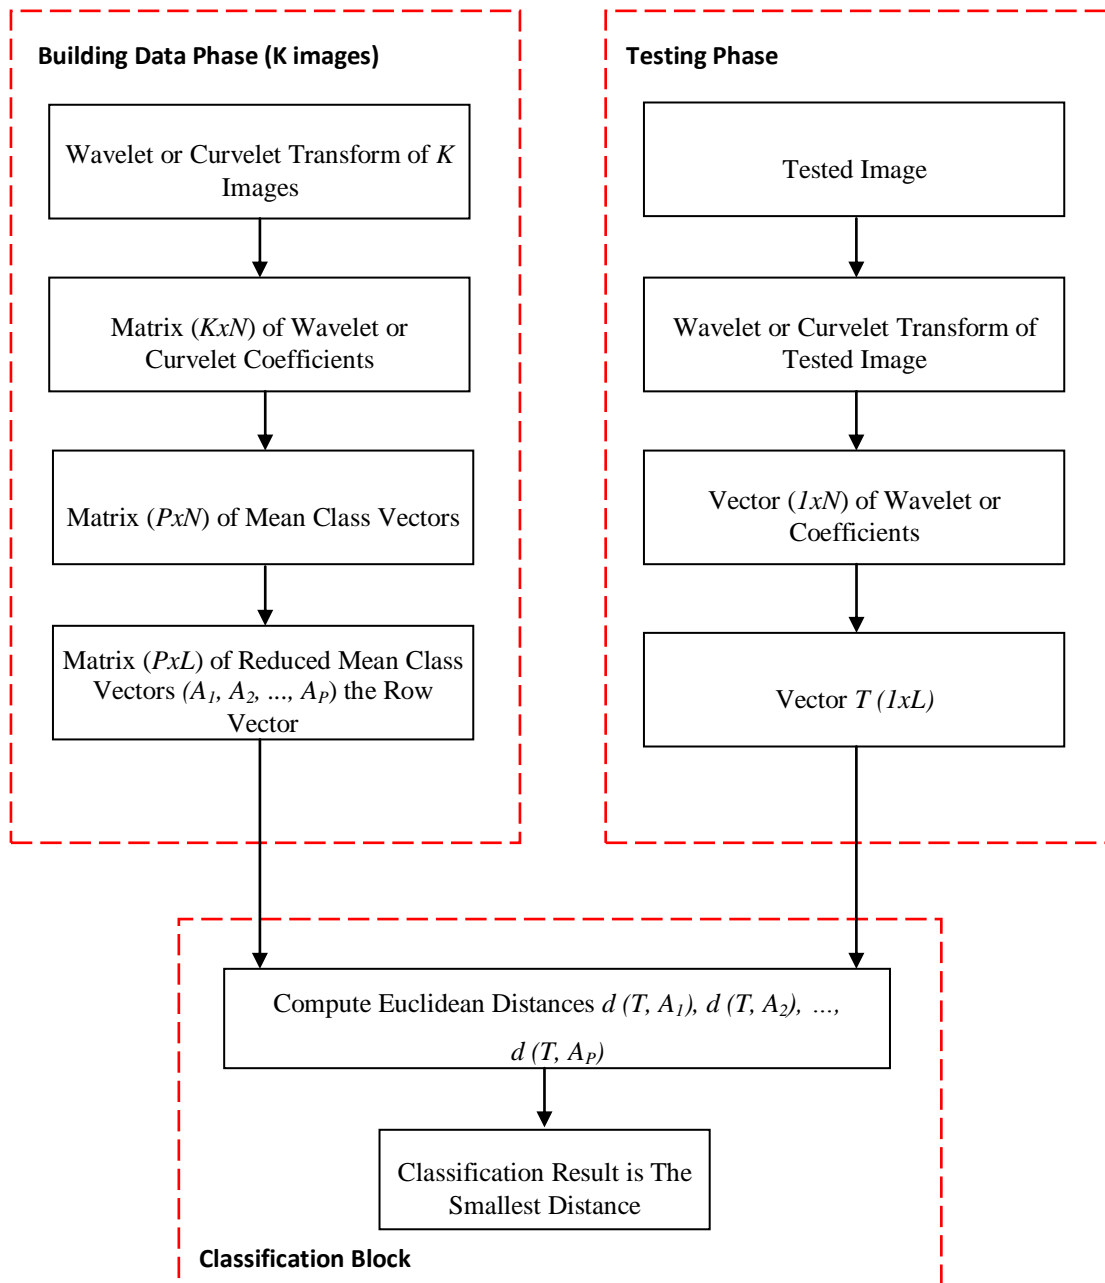 Building Data Phase (K images)
Wavelet or Curvelet Transform of K
Images
Matrix (KxN) of Wavelet or
Curvelet Coefficients
Matrix (PxN) of Mean Class Vectors
Matrix (PxL) of Reduced Mean Class
Vectors (A1, A2, ..., AP) the Row
Vector
Testing Phase
Tested Image
Wavelet or Curvelet Transform of
Tested Image
Vector (1xN) of Wavelet or
Coefficients
Vector T (1xL)
Compute Euclidean Distances d (T, A1), d (T, A2), …,
d (T, AP)
Classification Result is The
Smallest Distance
Classification Block